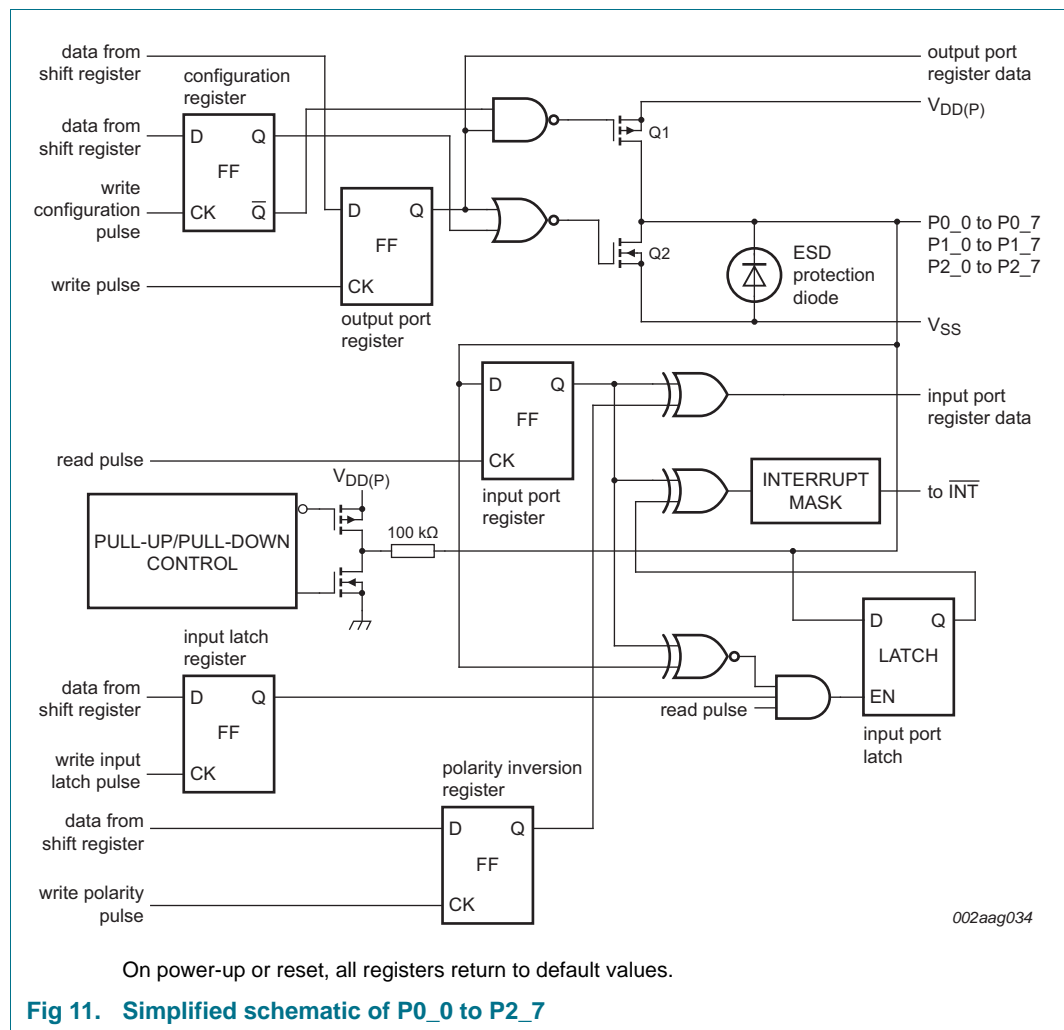 data from
shift register
configuration
register
data from
shift register
D Q
FF
CK Q
write
configuration
pulse
D Q
FF
CK
write pulse
output port
register
Q1
Q2
output port
register data
VDD(P)
P0_0 to P0_7
P1_0 to P1_7
P2_0 to P2_7
ESD
protection
diode
VSS
D Q
FF
CK
read pulse
input port
register
input port
register data
INTERRUPT
MASK
to INT
VDD(P)
100 kΩ
PULL-UP/PULL-DOWN
CONTROL
input latch
register
data from
shift register
D Q
FF
CK
write input
latch pulse
read pulse
D Q
LATCH
EN
input port
latch
polarity inversion
register
data from
shift register
D Q
FF
CK
write polarity
pulse
002aag034
On power-up or reset, all registers return to default values.
Fig 11. Simplified schematic of P0_0 to P2_7